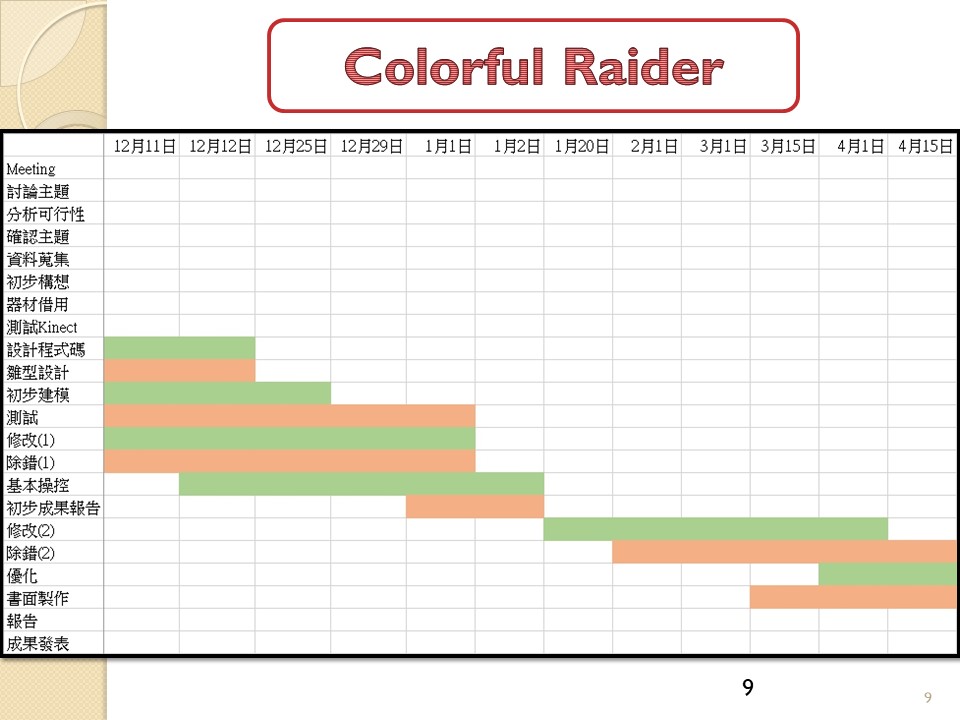 Colorful Raider
12月11日 12月12日 12月25日 12月29日 1月1日 1月2日 1月20日 2月1日 3月1日 3月15日 4月1日 4月15日
Meeting
討論主題
分析可行性
確認主題
資料蒐集
初步構想
器材借用
測試Kinect
設計程式碼
雛型設計
初步建模
測試
修改(1)
除錯(1)
基本操控
初步成果報告
修改(2)
除錯(2)
優化
書面製作
報告
成果發表
9
9